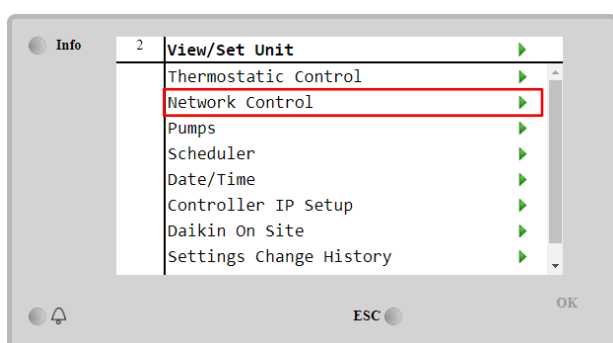 Info
2 View/Set Unit
Thermostatic Control
Network Control
Pumps
Scheduler
Date/Time
Controller IP Setup
Daikin On Site
Settings Change History
OK
ESC